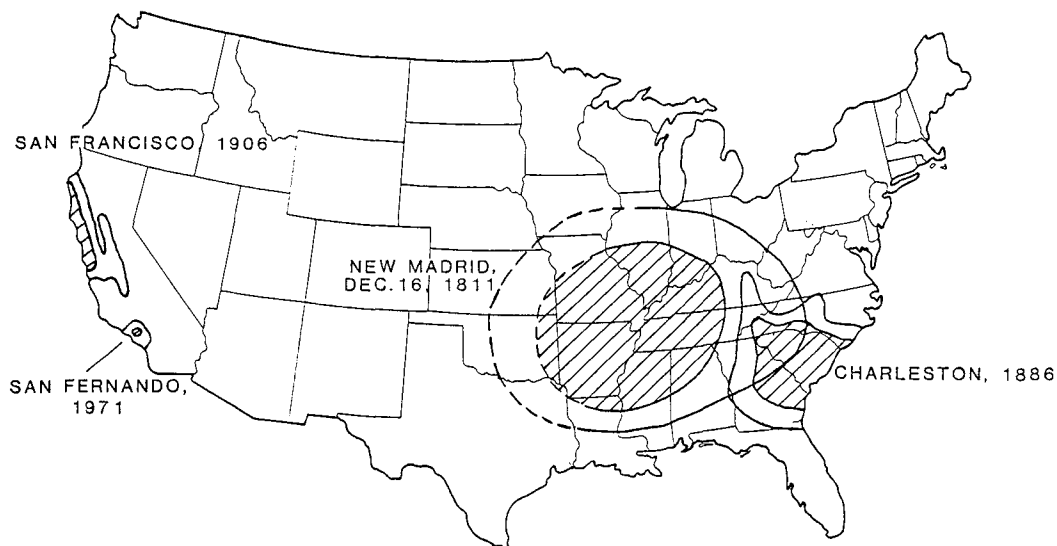 SAN FRANCISCO, 1906
NEW MADRID,
DEC. 16, 1811
SAN FERNANDO,
1971
CHARLESTON, 1886